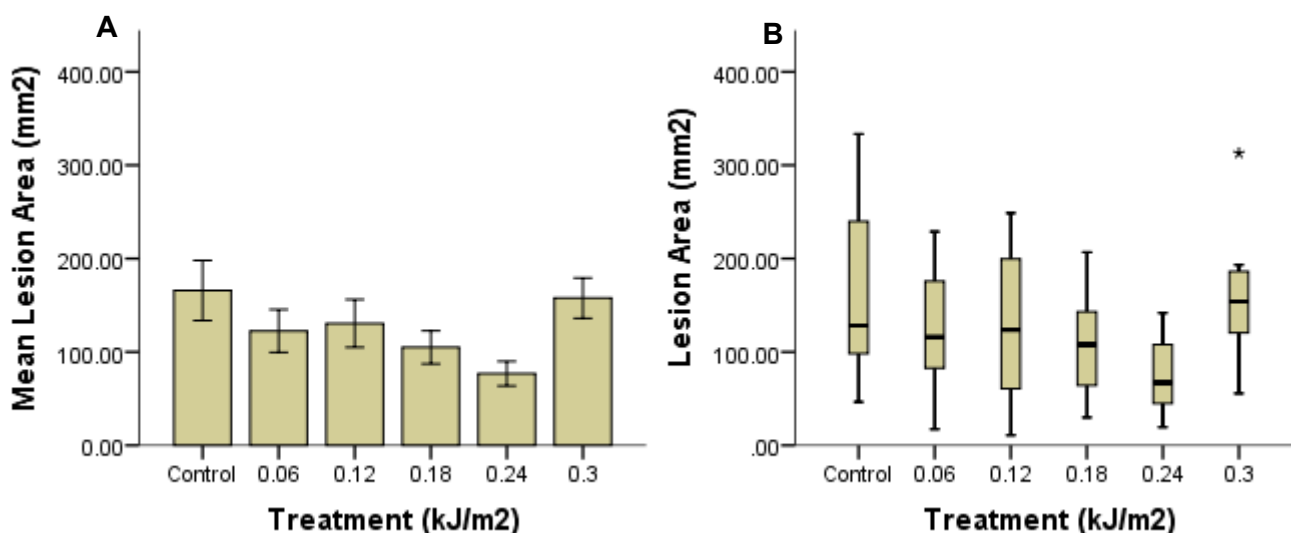 A
Mean Lesion Area (mm2)
400.00
300.00
200.00
100.00
0.00
Control 0.06 0.12 0.18 0.24 0.3
Treatment (kJ/m2)
B
Lesion Area (mm2)
400.00
300.00
200.00
100.00
.00
*
Control 0.06 0.12 0.18 0.24 0.3
Treatment (kJ/m2)